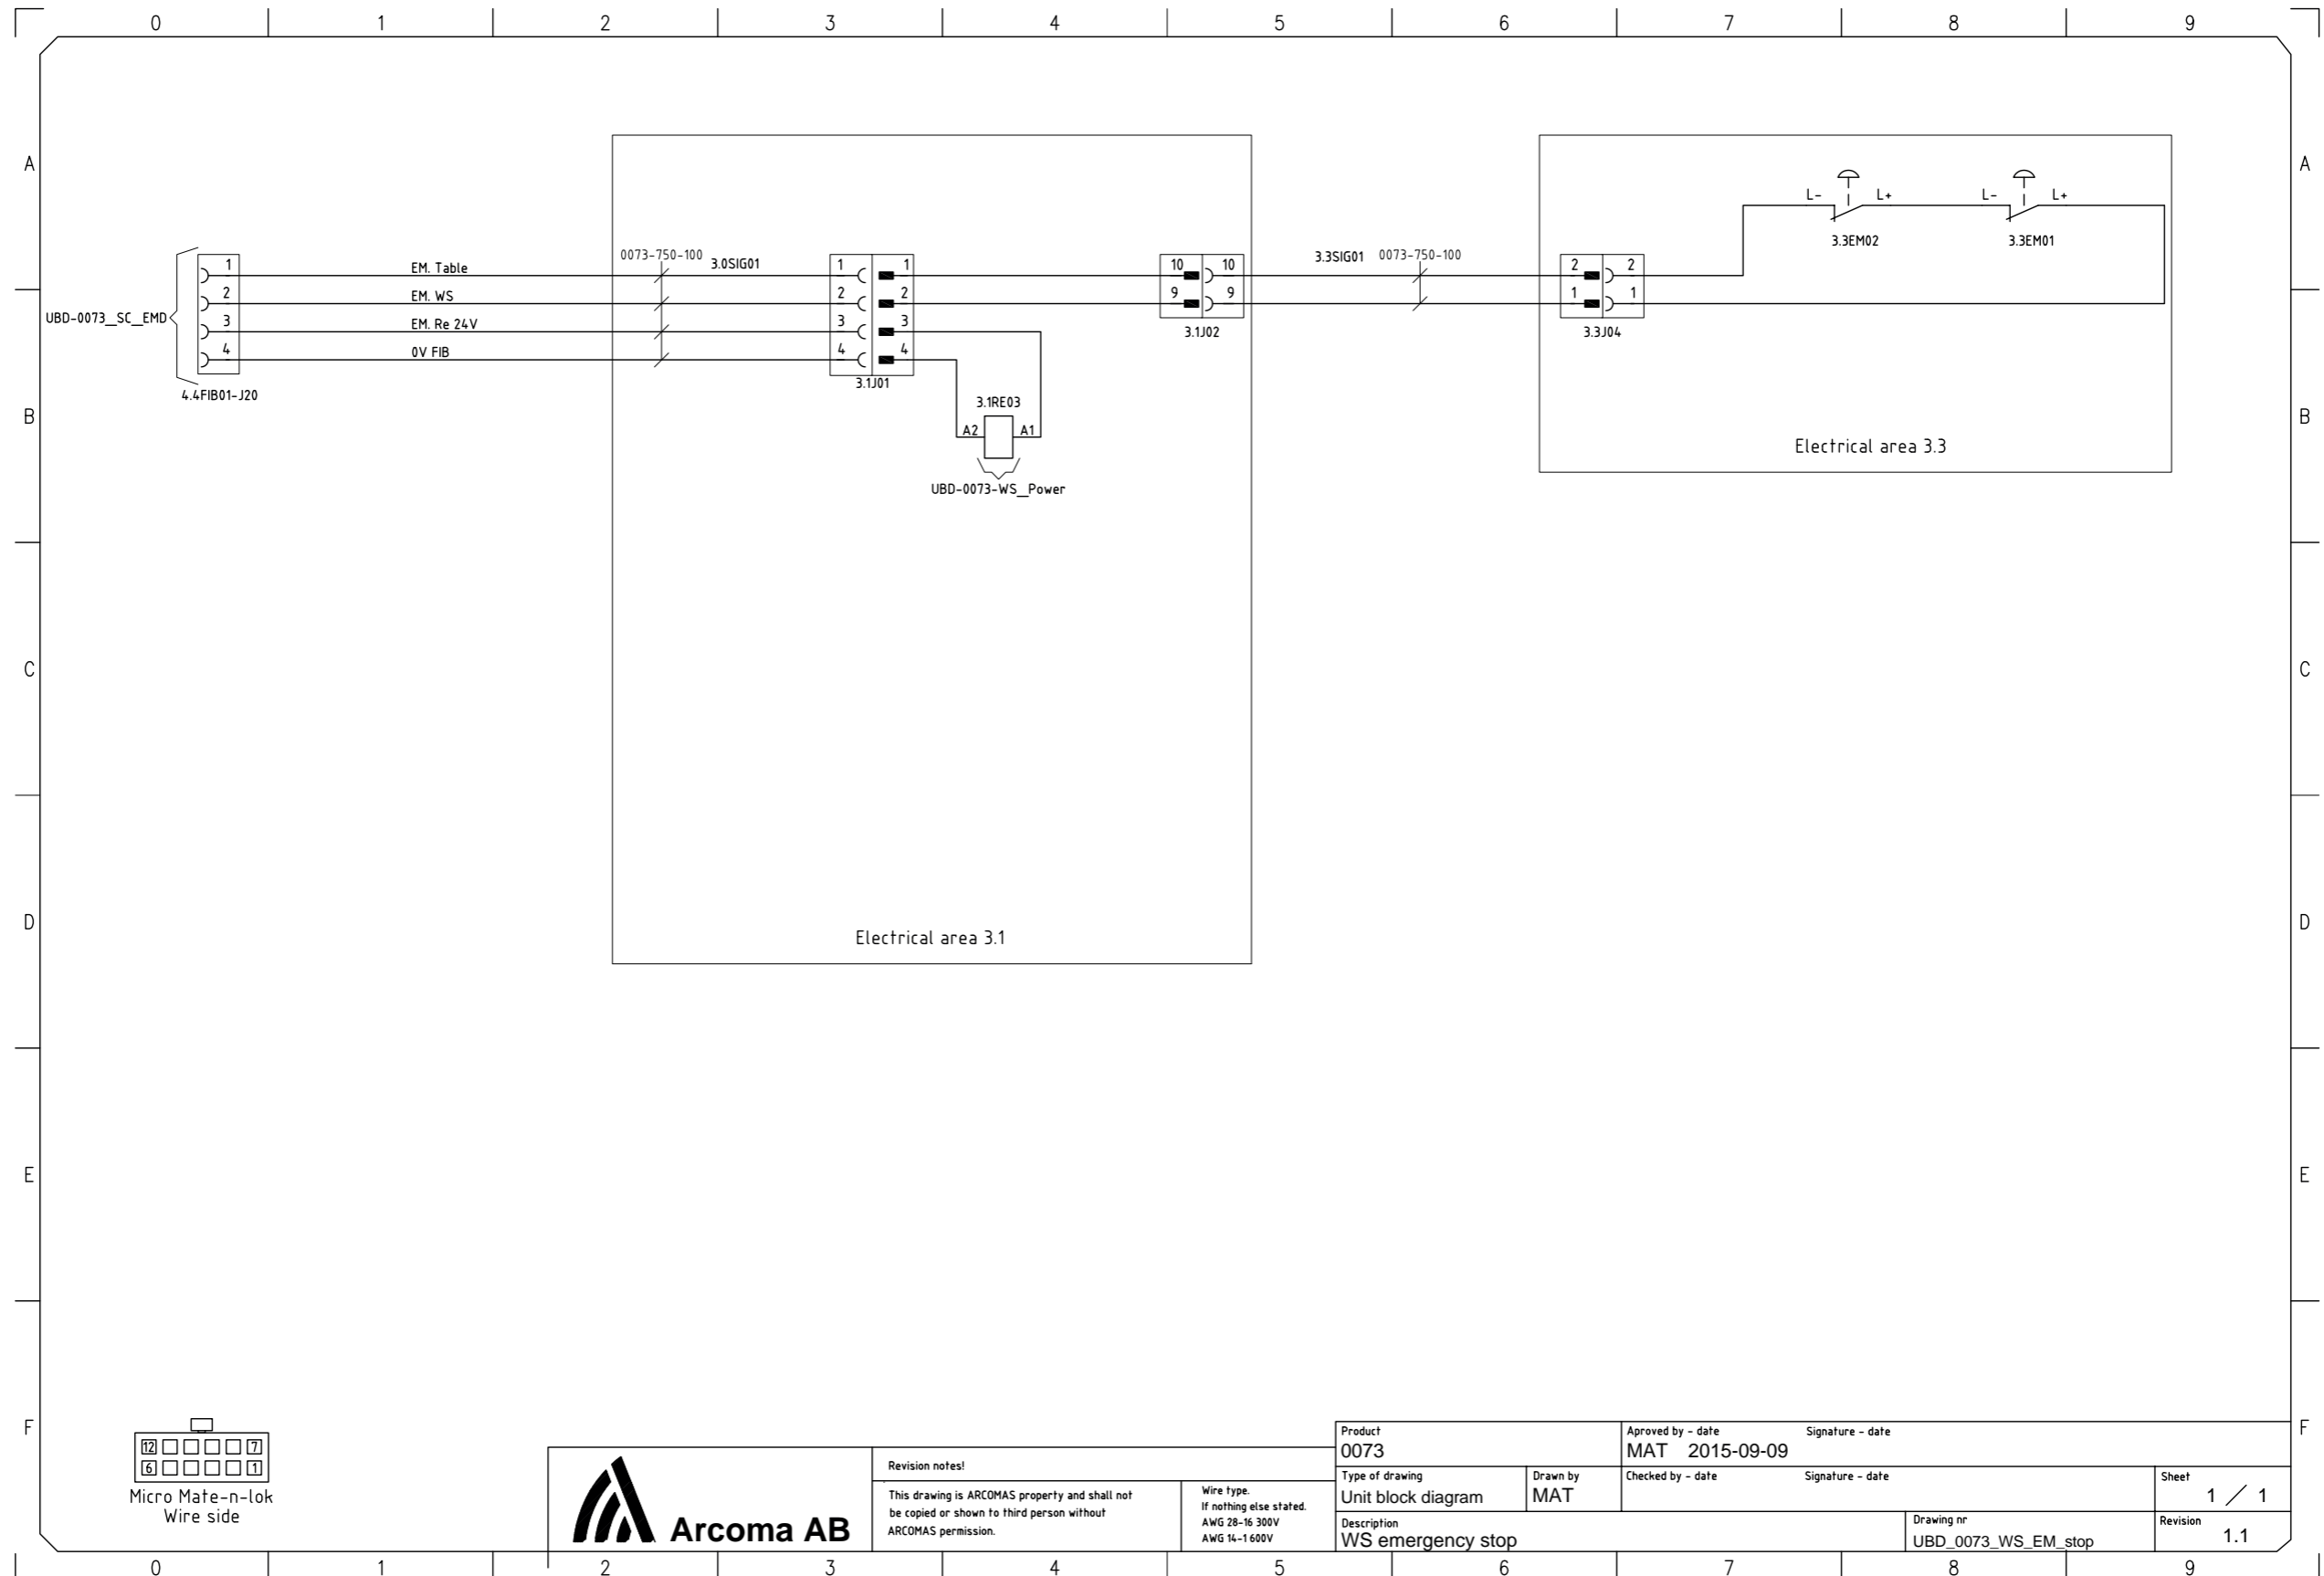 0 1 2 3 4 5 6 7 8 9
A A
L- L+ L- L+
3.3EM02 3.3EM01
0073-750-100 3.0SIG01 3.3SIG01 0073-750-100
1 EM. Table 1 1 10 10 2 2
2 EM. WS 2 2 9 9 1 1
UBD-0073_SC_EMD
3 EM. Re 24V 3 3 3.1J02 3.3J04
4 0V FIB 4 4
3.1J01
4.4FIB01-J20
3.1RE03
B B
A2 A1
Electrical area 3.3
UBD-0073-WS_Power
C C
D D
Electrical area 3.1
E E
F F
12 7
6 1
Micro Mate-n-lok
Wire side
Arcoma AB
Revision notes!
This drawing is ARCOMAS property and shall not
be copied or shown to third person without
ARCOMAS permission.
Wire type.
If nothing else stated.
AWG 28-16 300V
AWG 14-1 600V
Product
0073
Aproved by - date Signature - date
MAT 2015-09-09
Type of drawing
Unit block diagram
Drawn by
MAT
Checked by - date Signature - date
Sheet
1 / 1
Description
WS emergency stop
Drawing nr
UBD_0073_WS_EM_stop
Revision
1.1
0 1 2 3 4 5 6 7 8 9